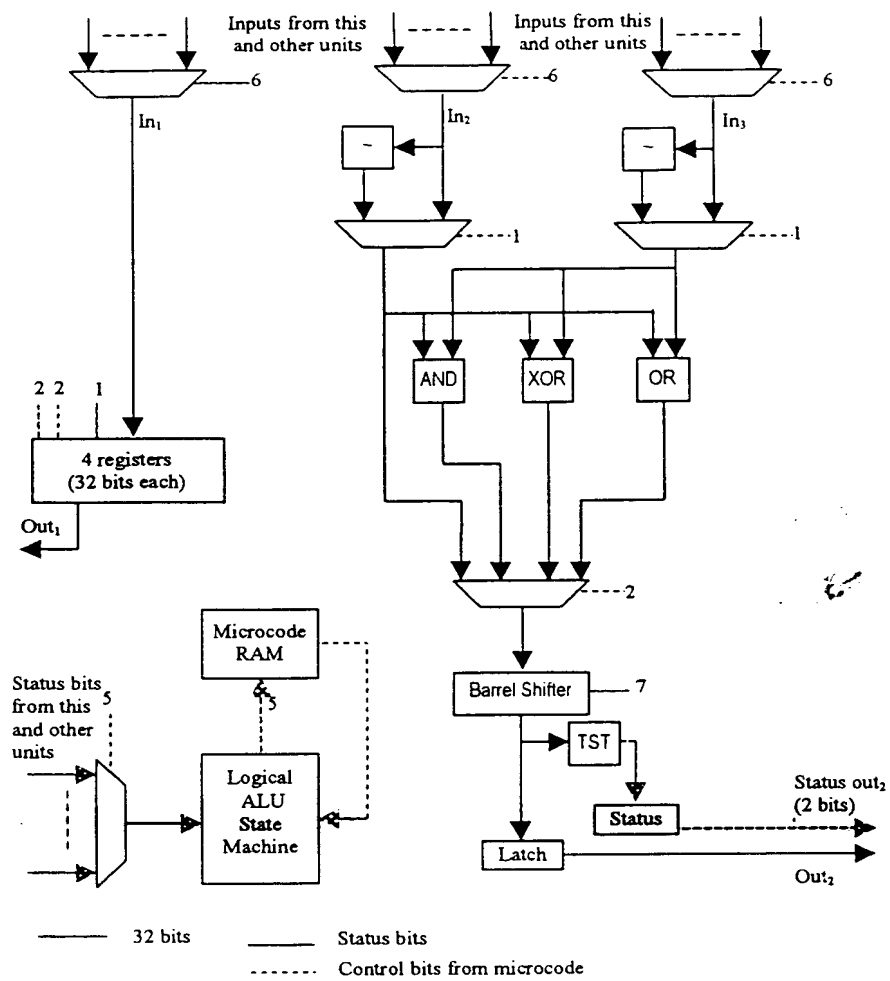 Inputs from this
and other units
Inputs from this
and other units
6
6
6
In₁
In₂
In₃
~
~
1
1
AND
XOR
OR
2 2 1
4 registers
(32 bits each)
Out₁
2
Microcode
RAM
Barrel Shifter
7
Status bits
from this
and other
units
5
5
TST
Logical
ALU
State
Machine
Status
Status out₂
(2 bits)
Latch
Out₂
32 bits
Status bits
Control bits from microcode